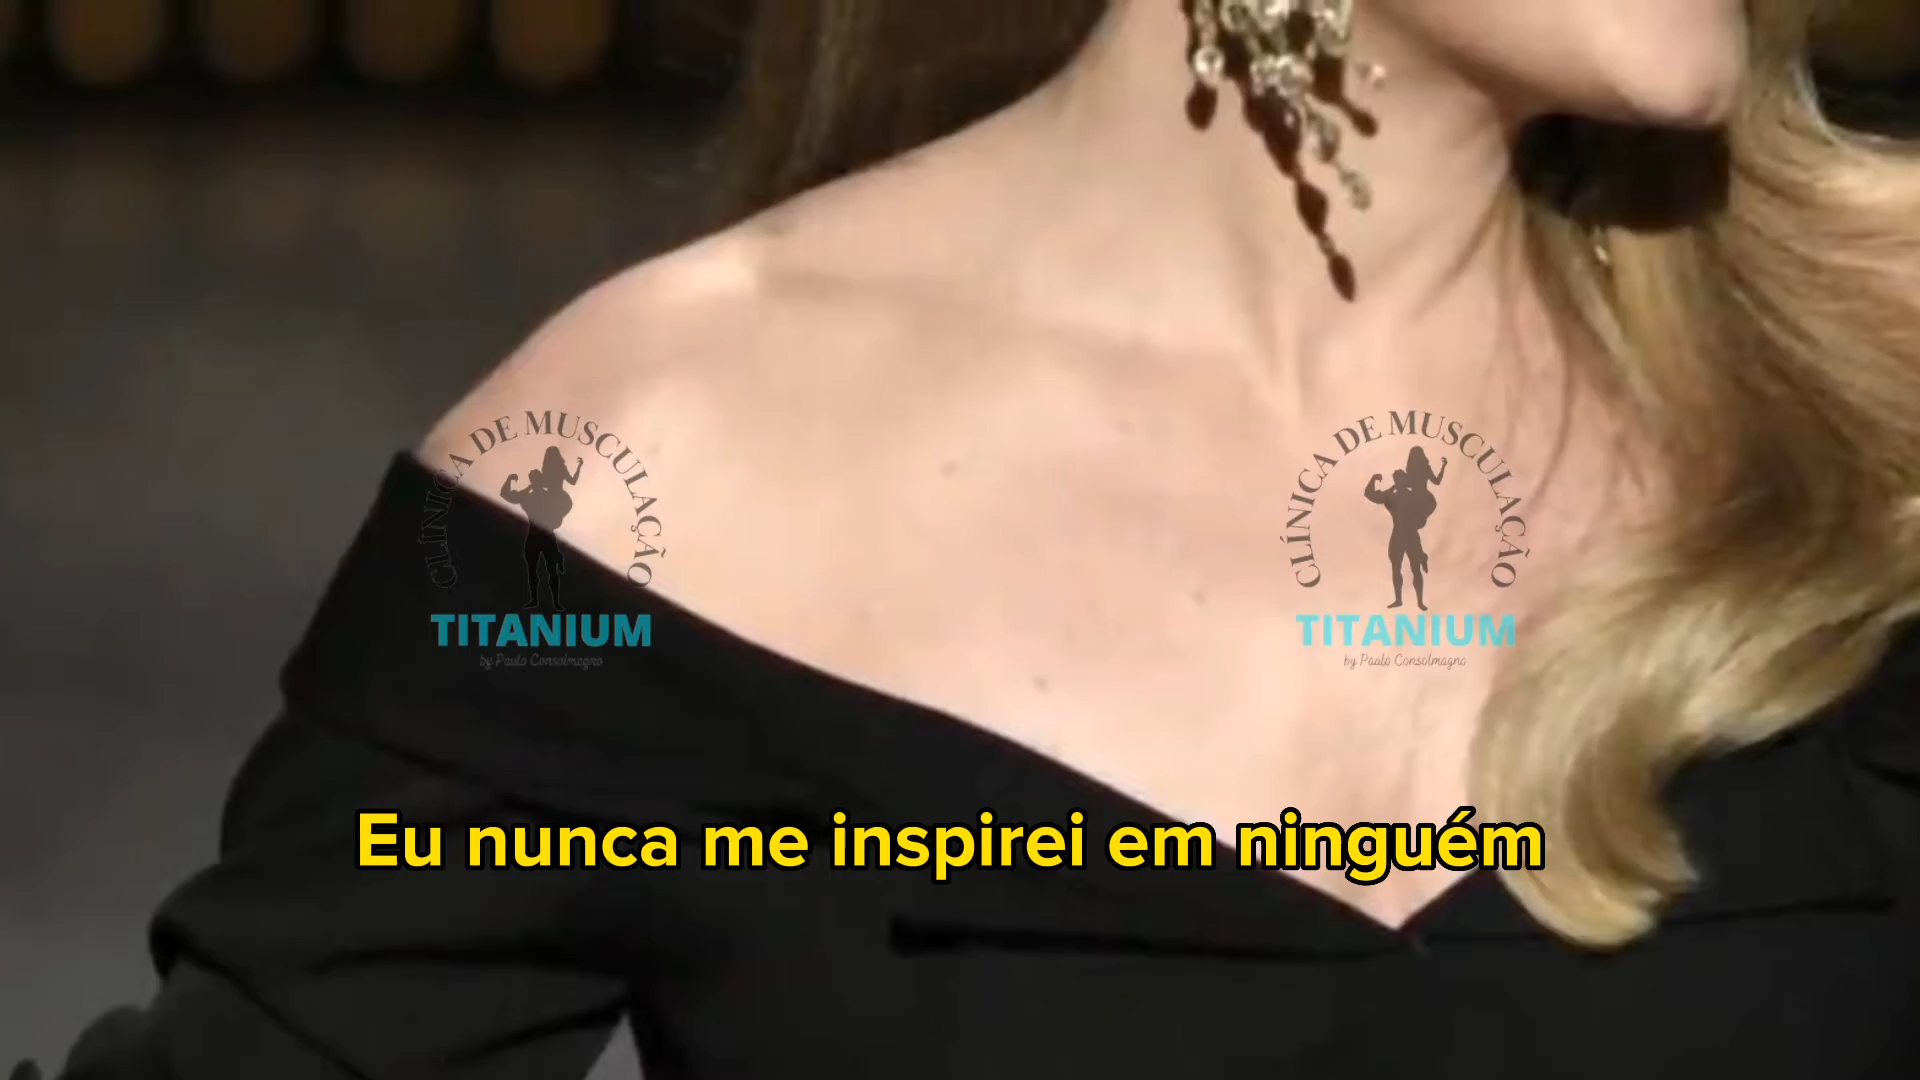 CLÍNICA DE MUSCULAÇÃO
TITANIUM
by Paulo Consolmagno
CLÍNICA DE MUSCULAÇÃO
TITANIUM
by Paulo Consolmagno
Eu nunca me inspirei em ninguém